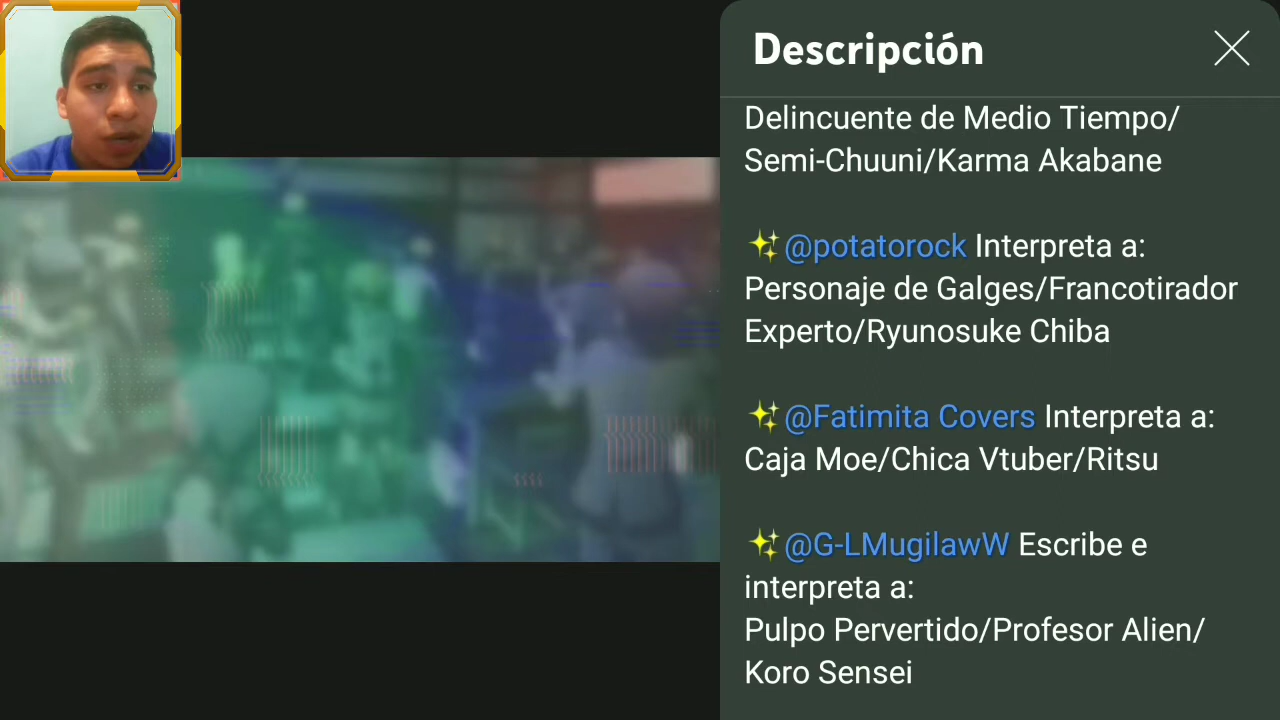 Descripción
Delincuente de Medio Tiempo/
Semi-Chuuni/Karma Akabane
✨@potatorock Interpreta a:
Personaje de Galges/Francotirador
Experto/Ryunosuke Chiba
✨@Fatimita Covers Interpreta a:
Caja Moe/Chica Vtuber/Ritsu
✨@G-LMugilawW Escribe e
interpreta a:
Pulpo Pervertido/Profesor Alien/
Koro Sensei